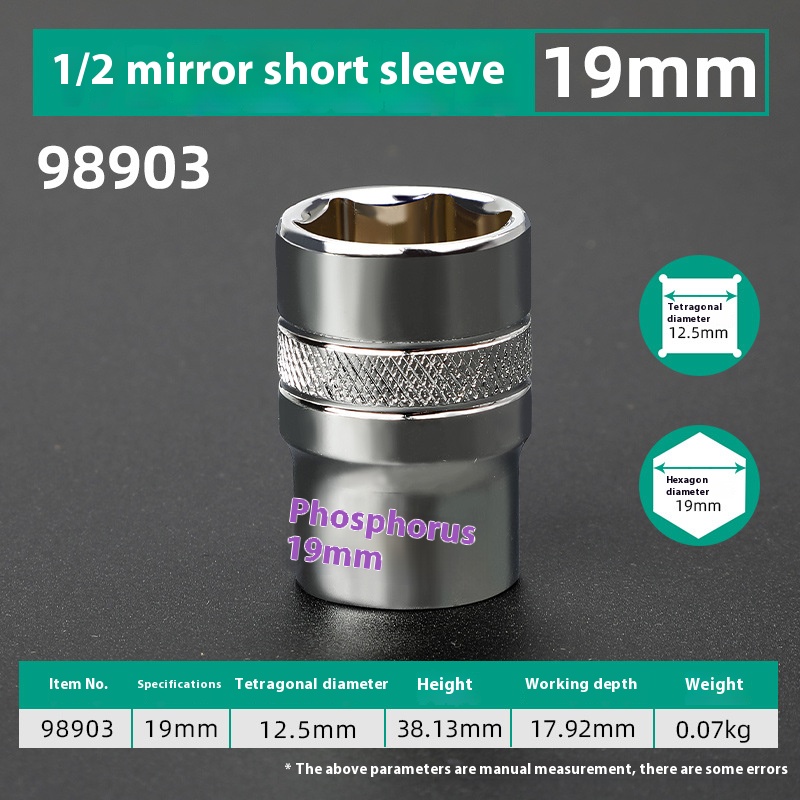 1/2 mirror short sleeve 19mm
98903
Tetragonal
diameter
12.5mm
Hexagon
diameter
19mm
Phosphorus
19mm
Item No. Specifications Tetragonal diameter Height Working depth Weight
98903 19mm 12.5mm 38.13mm 17.92mm 0.07kg
* The above parameters are manual measurement, there are some errors